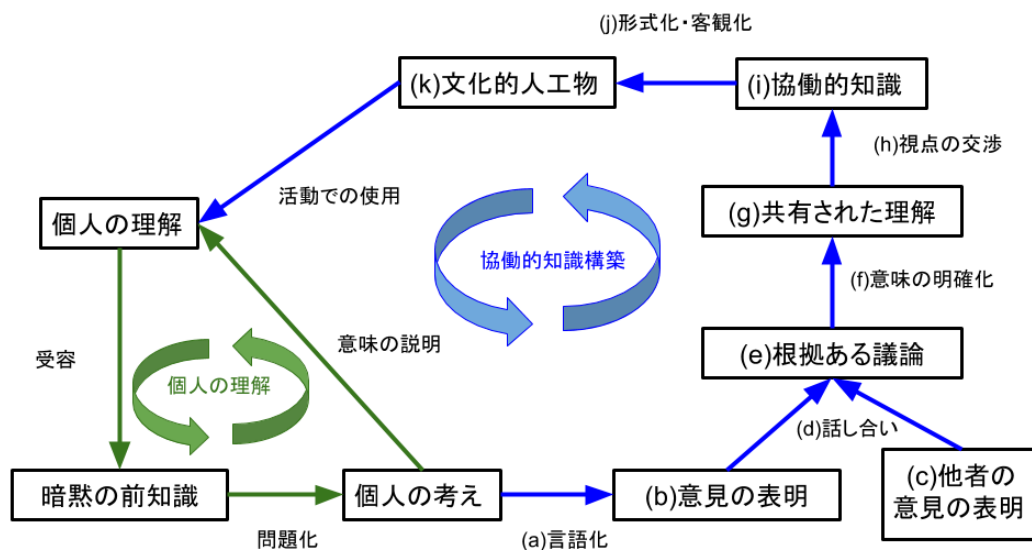 (j)形式化・客観化
(k)文化的人工物
(i)協働的知識
(h)視点の交渉
活動での使用
(g)共有された理解
個人の理解
協働的知識構築
(f)意味の明確化
意味の説明
(e)根拠ある議論
受容
個人の理解
(d)話し合い
暗黙の前知識
個人の考え
(b)意見の表明
(c)他者の
意見の表明
問題化
(a)言語化